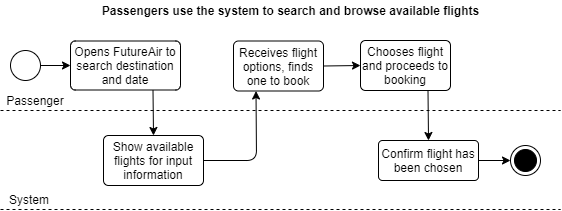 Passengers use the system to search and browse available flights
Opens FutureAir to
search destination
and date
Receives flight
options, finds
one to book
Chooses flight
and proceeds to
booking
Passenger
Show available
flights for input
information
Confirm flight has
been chosen
System